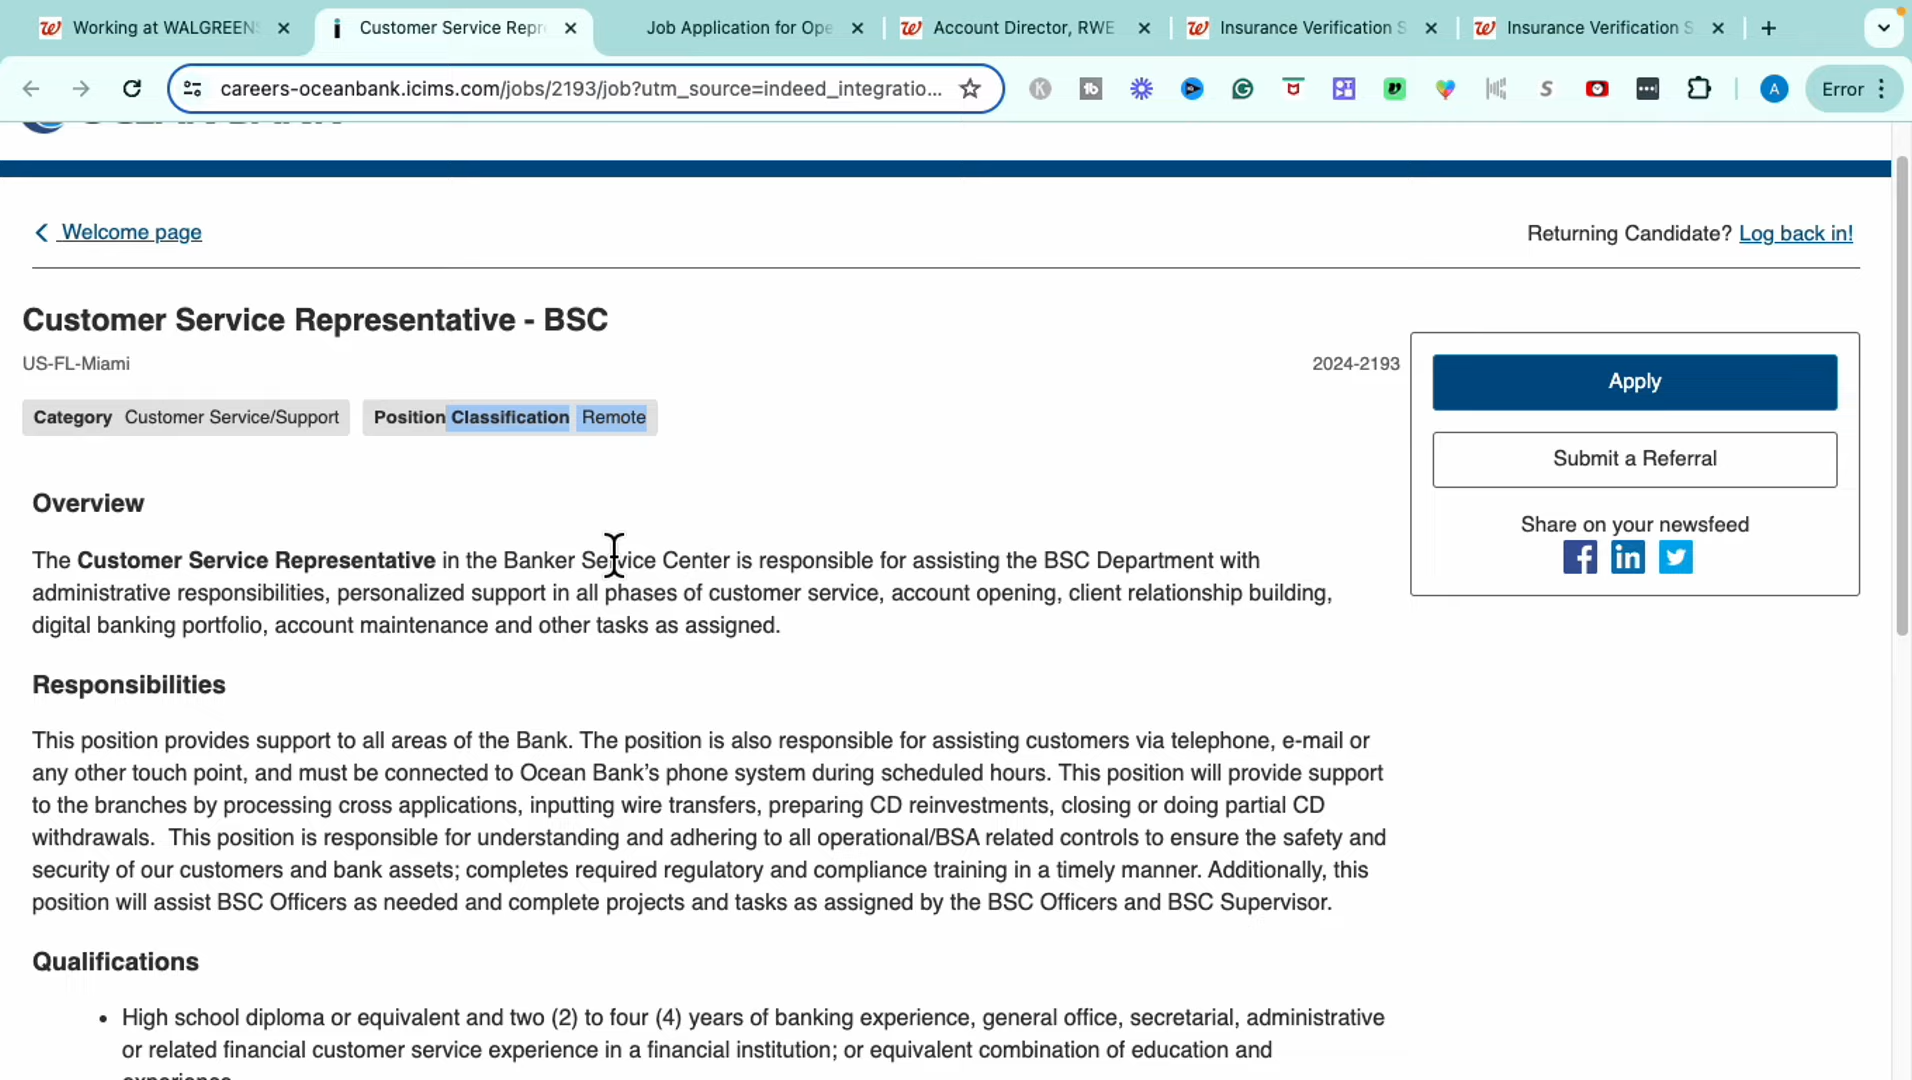 Working at WALGREENS
Customer Service Repr
Job Application for Ope
Account Director, RWE
Insurance Verification S
Insurance Verification S
careers-oceanbank.icims.com/jobs/2193/job?utm_source=indeed_integratio...
Error
Welcome page
Returning Candidate? Log back in!
Customer Service Representative - BSC
US-FL-Miami
2024-2193
Category Customer Service/Support
Position Classification Remote
Apply
Submit a Referral
Share on your newsfeed
Overview
The Customer Service Representative in the Banker Service Center is responsible for assisting the BSC Department with
administrative responsibilities, personalized support in all phases of customer service, account opening, client relationship building,
digital banking portfolio, account maintenance and other tasks as assigned.
Responsibilities
This position provides support to all areas of the Bank. The position is also responsible for assisting customers via telephone, e-mail or
any other touch point, and must be connected to Ocean Bank’s phone system during scheduled hours. This position will provide support
to the branches by processing cross applications, inputting wire transfers, preparing CD reinvestments, closing or doing partial CD
withdrawals.  This position is responsible for understanding and adhering to all operational/BSA related controls to ensure the safety and
security of our customers and bank assets; completes required regulatory and compliance training in a timely manner. Additionally, this
position will assist BSC Officers as needed and complete projects and tasks as assigned by the BSC Officers and BSC Supervisor.
Qualifications
• High school diploma or equivalent and two (2) to four (4) years of banking experience, general office, secretarial, administrative
or related financial customer service experience in a financial institution; or equivalent combination of education and